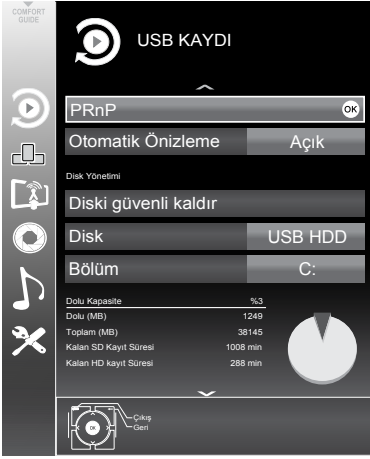 COMFORT
GUIDE
USB KAYDI
PRnP OK
Otomatik Önizleme Açık
Disk Yönetimi
Diski güvenli kaldır
Disk USB HDD
Bölüm C:
Dolu Kapasite %3
Dolu (MB) 1249
Toplam (MB) 38145
Kalan SD Kayıt Süresi 1008 min
Kalan HD kayıt Süresi 288 min
Çıkış
OK Geri